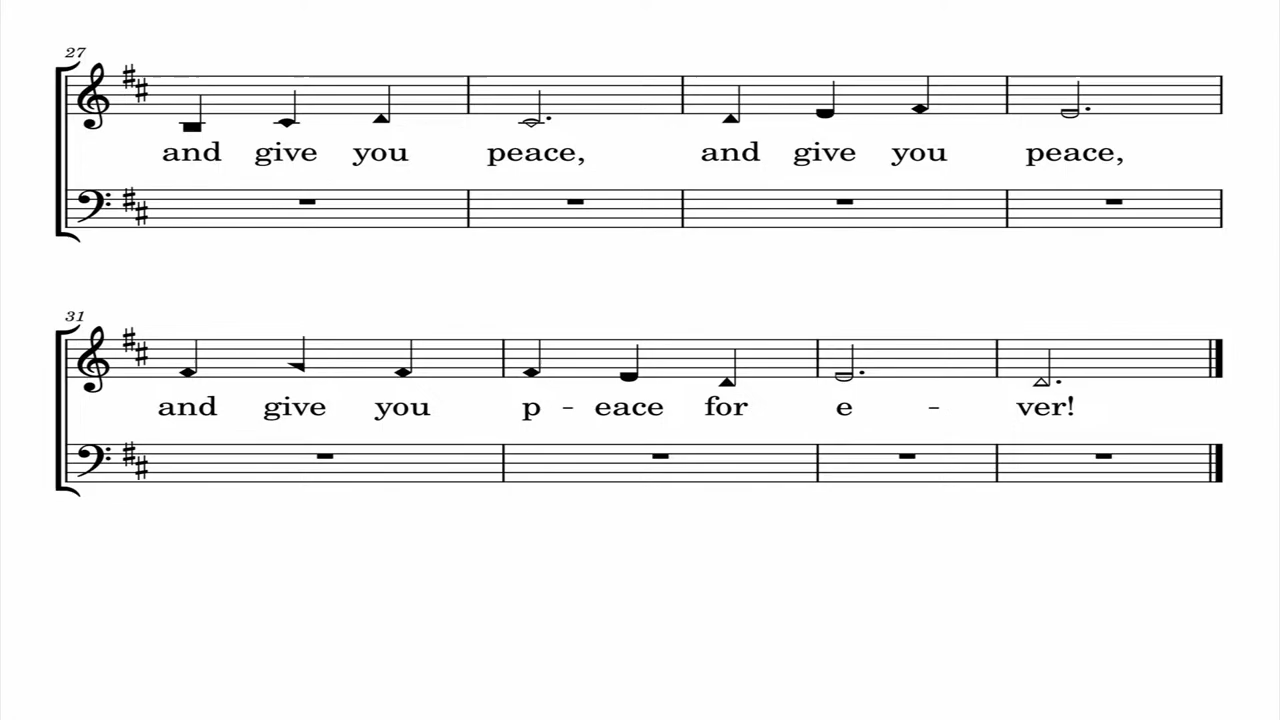 27
and give you peace, and give you peace,
31
and give you p - eace for e - ver!